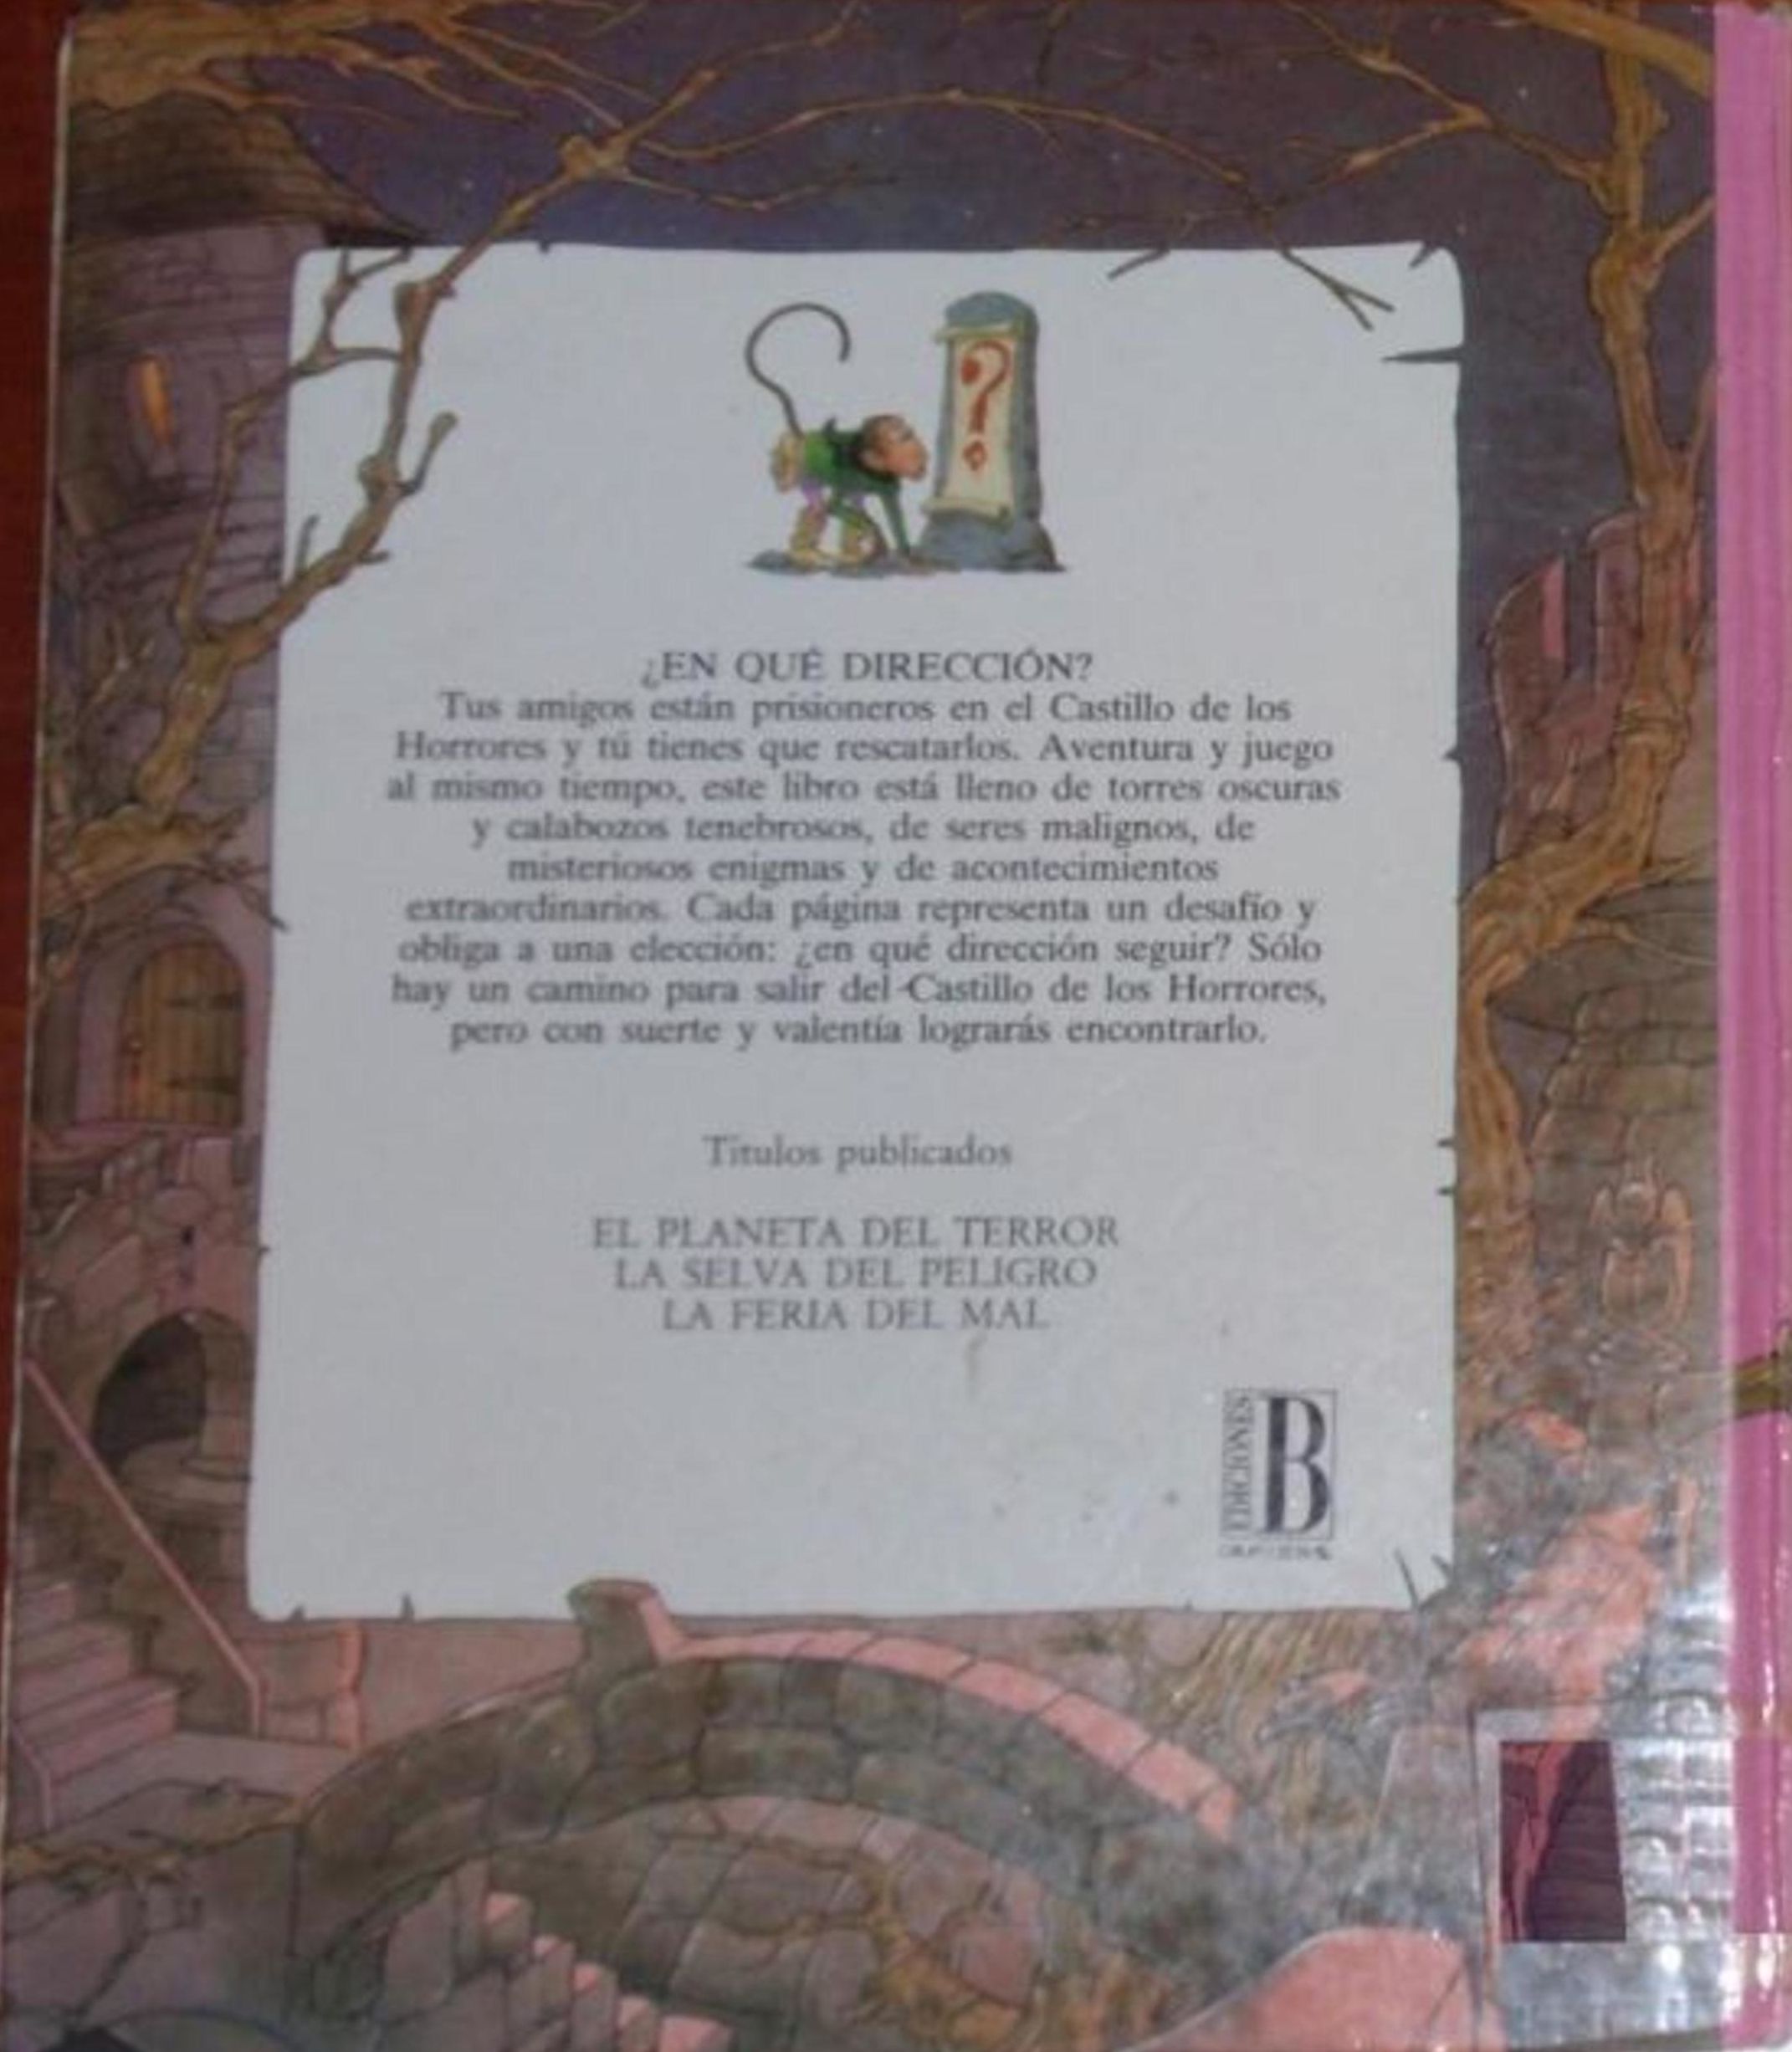 ?
¿EN QUÉ DIRECCIÓN?
Tus amigos están prisioneros en el Castillo de los
Horrores y tú tienes que rescatarlos. Aventura y juego
al mismo tiempo, este libro está lleno de torres oscuras
y calabozos tenebrosos, de seres malignos, de
misteriosos enigmas y de acontecimientos
extraordinarios. Cada página representa un desafío y
obliga a una elección: ¿en qué dirección seguir? Sólo
hay un camino para salir del Castillo de los Horrores,
pero con suerte y valentía lograrás encontrarlo.
Títulos publicados
EL PLANETA DEL TERROR
LA SELVA DEL PELIGRO
LA FERIA DEL MAL
EDICIONES
B